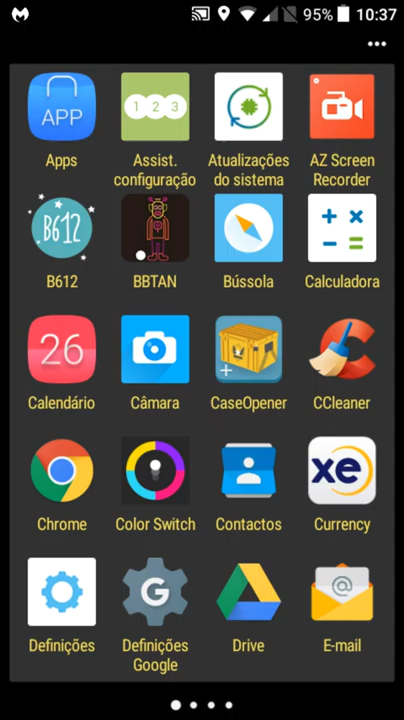 95% 10:37
APP
1 2 3
Apps
Assist. configuração
Atualizações do sistema
AZ Screen Recorder
B612
B612
BBTAN
Bússola
Calculadora
26
Calendário
Câmara
CaseOpener
CCleaner
xe
Chrome
Color Switch
Contactos
Currency
G
@
Definições
Definições Google
Drive
E-mail